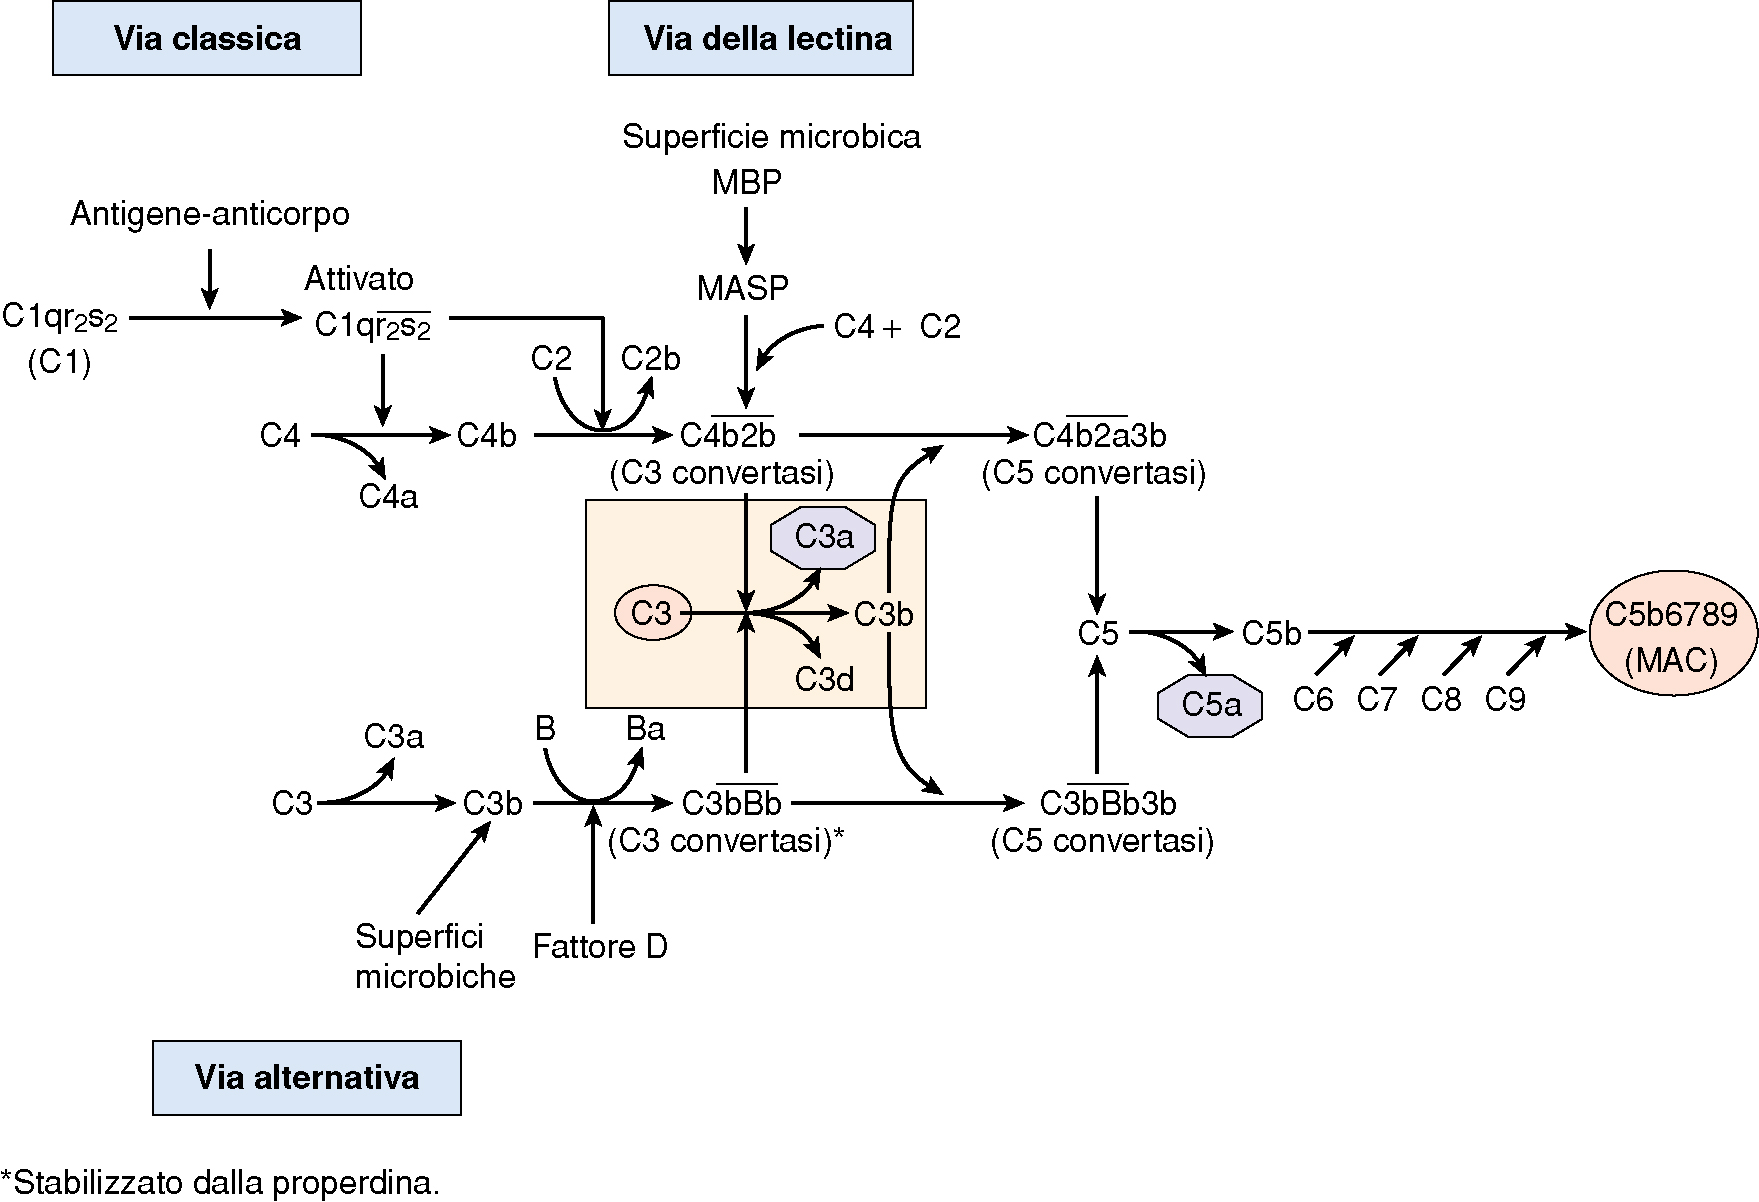 Via classica
Via della lectina
Superficie microbica
MBP
Antigene-anticorpo
MASP
Attivato
C1qr₂s₂
(C1)
C1qr₂s₂
C4 + C2
C2
C2b
C4
C4b
C4b2b
(C3 convertasi)
C4b2a3b
(C5 convertasi)
C4a
C3a
C3
C3b
C3d
C5
C5b
C5b6789
(MAC)
C5a
C6
C7
C8
C9
C3a
B
Ba
C3
C3b
C3bBb
(C3 convertasi)*
C3bBb3b
(C5 convertasi)
Superfici
microbiche
Fattore D
Via alternativa
*Stabilizzato dalla properdina.